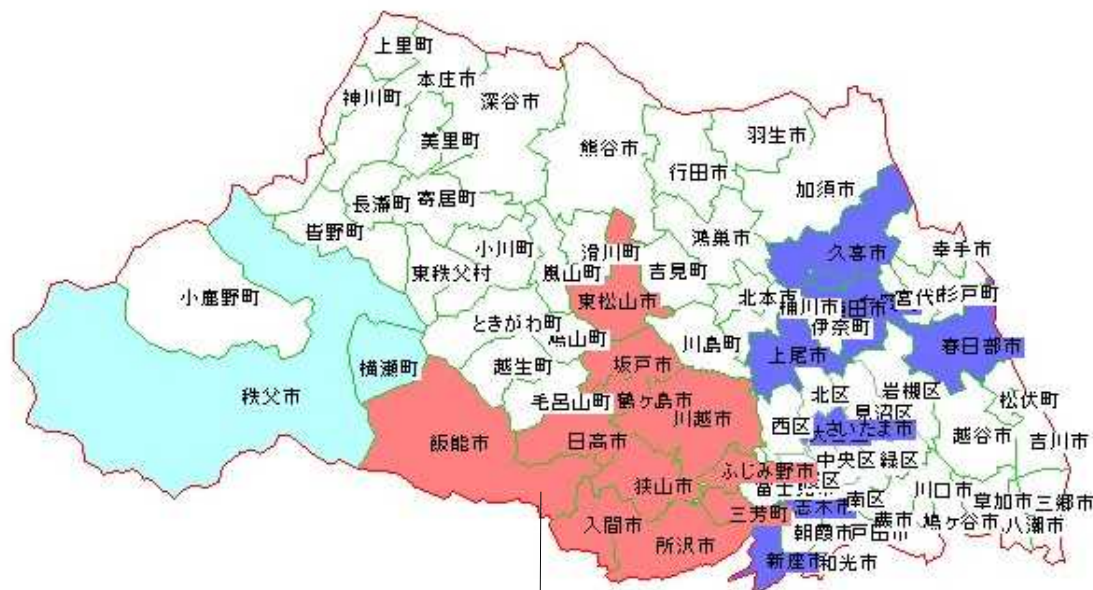 上里町
本庄市
神川町
深谷市
美里町
熊谷市
羽生市
行田市
加須市
長瀞町
寄居町
皆野町
小川町
滑川町
鴻巣市
久喜市
幸手市
東秩父村
嵐山町
吉見町
小鹿野町
東松山市
北本市
桶川市
宮代
杉戸町
ときがわ町
鳩山町
伊奈町
川島町
春日部市
横瀬町
越生町
坂戸市
上尾市
秩父市
毛呂山町
鶴ヶ島市
北区
岩槻区
松伏町
川越市
見沼区
飯能市
日高市
西区
さいたま市
越谷市
吉川市
中央区
緑区
ふじみ野市
狭山市
川口市
三芳町
志木市
南区
草加市
三郷市
入間市
蕨市
鳩ヶ谷市
八潮市
所沢市
朝霞市
戸田市
新座市
和光市